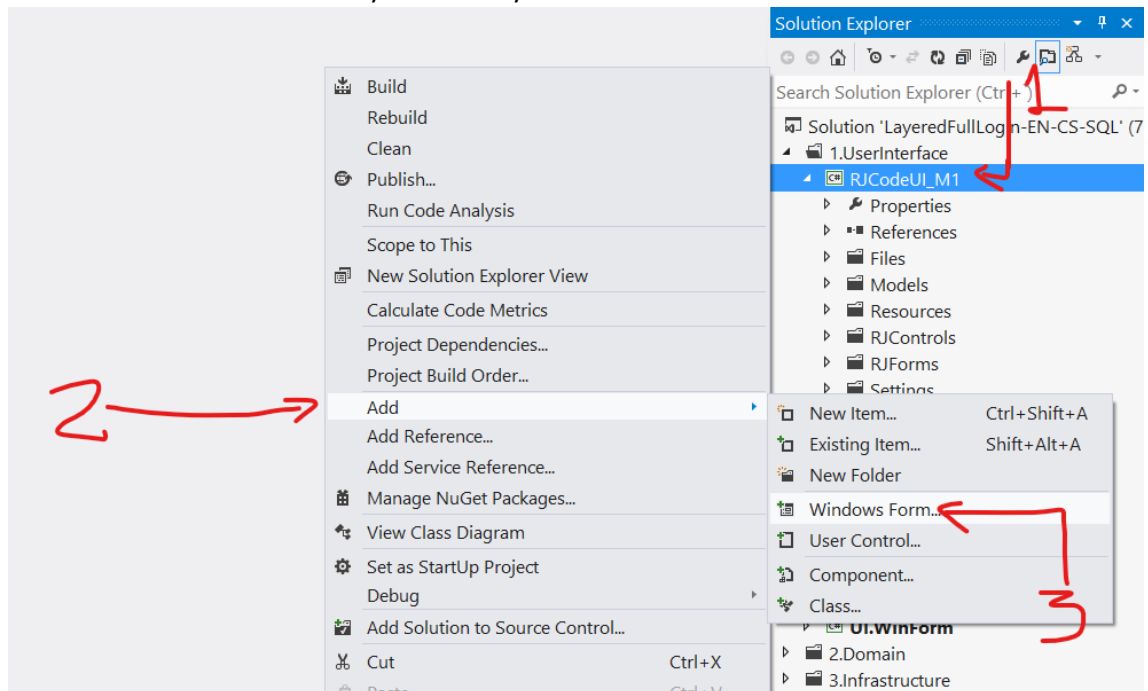 Solution Explorer
Search Solution Explorer (Ctrl+ )
Solution 'LayeredFullLogin-EN-CS-SQL' (7
1.UserInterface
RJCodeUI_M1
Properties
References
Files
Models
Resources
RJControls
RJForms
Settings
UI.WinForm
2.Domain
3.Infrastructure
1
Build
Rebuild
Clean
Publish...
Run Code Analysis
Scope to This
New Solution Explorer View
Calculate Code Metrics
Project Dependencies...
Project Build Order...
2
Add
Add Reference...
Add Service Reference...
Manage NuGet Packages...
View Class Diagram
Set as StartUp Project
Debug
Add Solution to Source Control...
Cut Ctrl+X
Paste Ctrl+V
New Item... Ctrl+Shift+A
Existing Item... Shift+Alt+A
New Folder
Windows Form...
User Control...
Component...
Class...
3